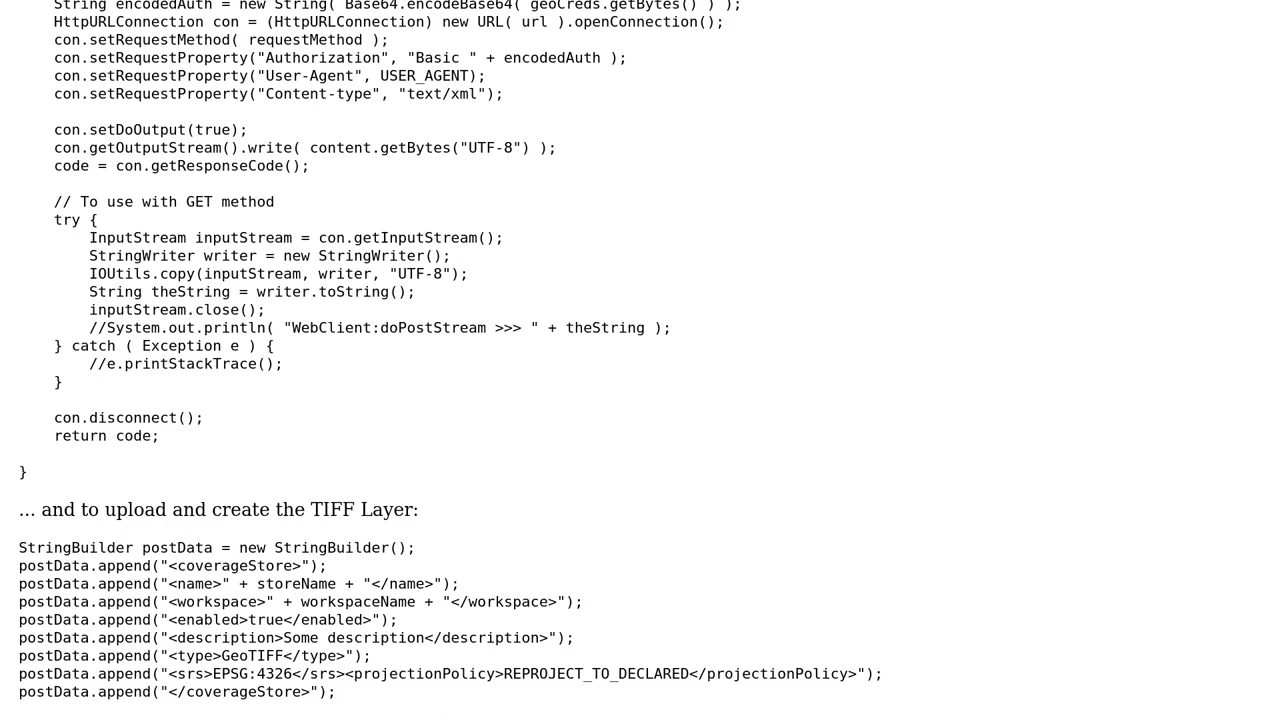 String encodedAuth = new String( Base64.encodeBase64( geoCreds.getBytes() ) );
HttpURLConnection con = (HttpURLConnection) new URL( url ).openConnection();
con.setRequestMethod( requestMethod );
con.setRequestProperty("Authorization", "Basic " + encodedAuth );
con.setRequestProperty("User-Agent", USER_AGENT);
con.setRequestProperty("Content-type", "text/xml");

con.setDoOutput(true);
con.getOutputStream().write( content.getBytes("UTF-8") );
code = con.getResponseCode();

// To use with GET method
try {
    InputStream inputStream = con.getInputStream();
    StringWriter writer = new StringWriter();
    IOUtils.copy(inputStream, writer, "UTF-8");
    String theString = writer.toString();
    inputStream.close();
    //System.out.println( "WebClient:doPostStream >>> " + theString );
} catch ( Exception e ) {
    //e.printStackTrace();
}

con.disconnect();
return code;

}
... and to upload and create the TIFF Layer:
StringBuilder postData = new StringBuilder();
postData.append("<coverageStore>");
postData.append("<name>" + storeName + "</name>");
postData.append("<workspace>" + workspaceName + "</workspace>");
postData.append("<enabled>true</enabled>");
postData.append("<description>Some description</description>");
postData.append("<type>GeoTIFF</type>");
postData.append("<srs>EPSG:4326</srs><projectionPolicy>REPROJECT_TO_DECLARED</projectionPolicy>");
postData.append("</coverageStore>");